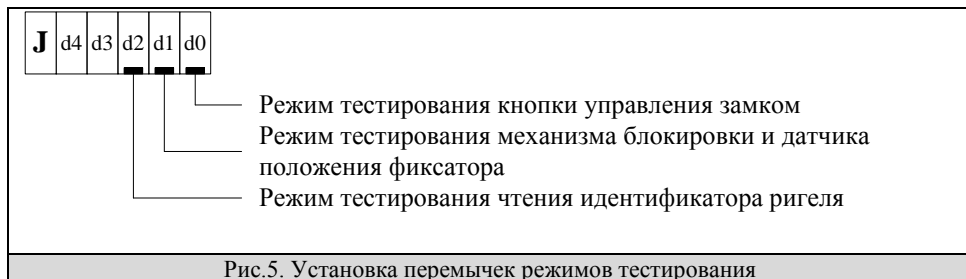 J d4 d3 d2 d1 d0
Режим тестирования кнопки управления замком
Режим тестирования механизма блокировки и датчика
положения фиксатора
Режим тестирования чтения идентификатора ригеля
Рис.5. Установка перемычек режимов тестирования